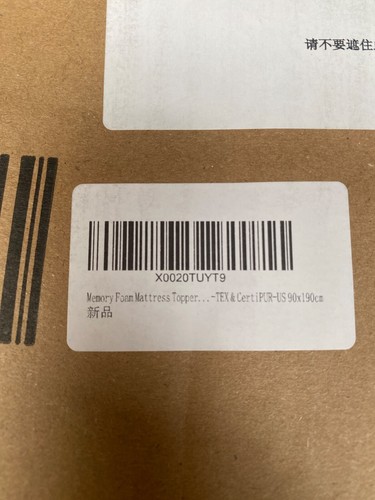 请不要遮住
X0020TUYT9
Memory Foam Mattress Topper...-TEX & CertiPUR-US 90x190cm
新品